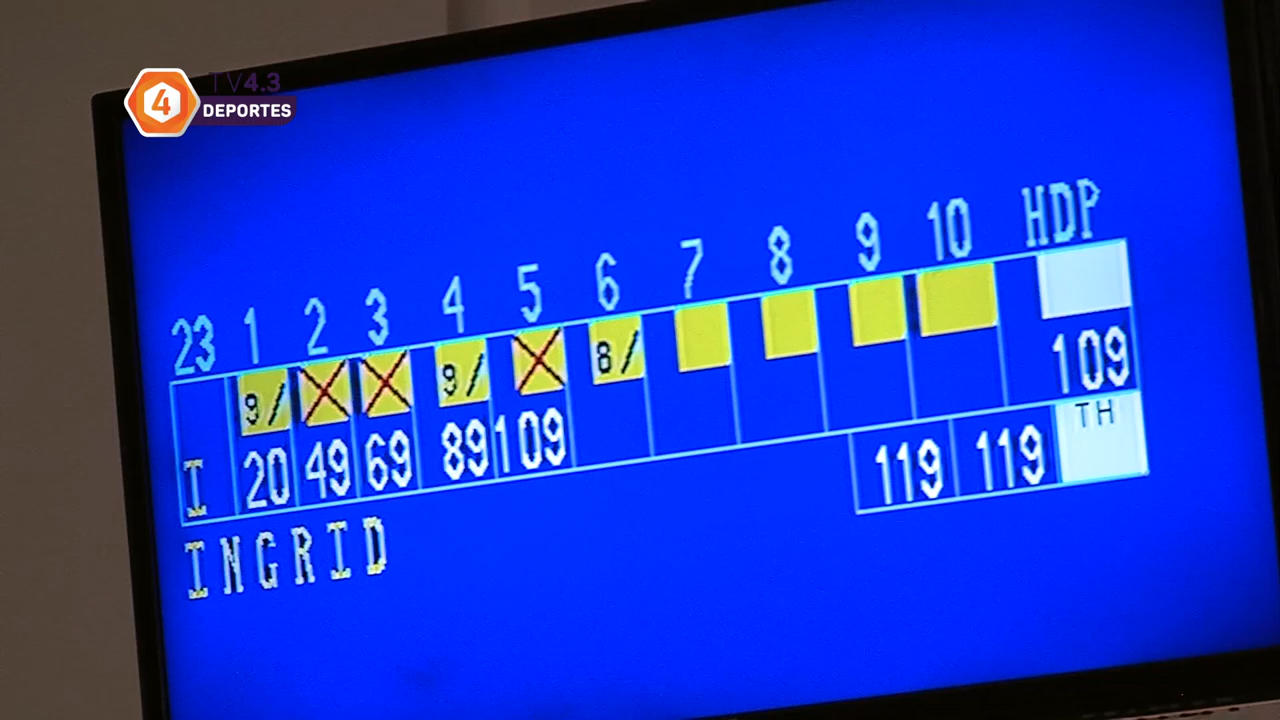 4 TV4.3
DEPORTES
23 1 2 3 4 5 6 7 8 9 10 HDP
9/ X X 9/ X 8/
I 20 49 69 89 109 109
119 119 TH
INGRID